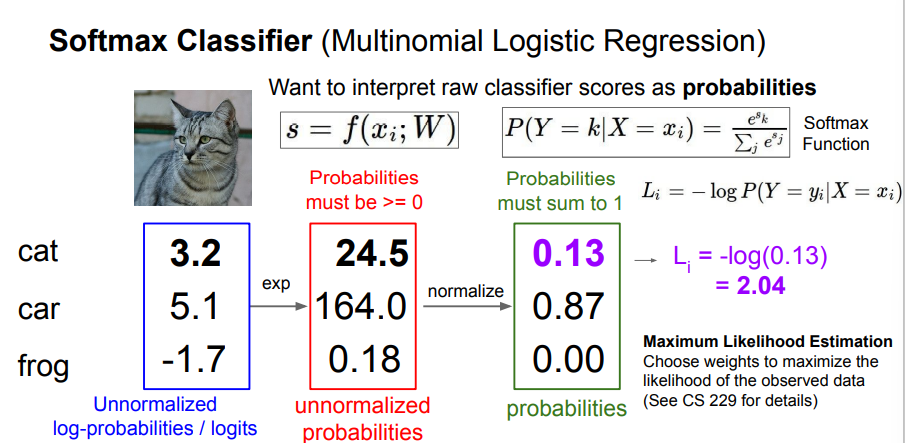 Softmax Classifier (Multinomial Logistic Regression)
Want to interpret raw classifier scores as probabilities
s = f(x_i; W)
P(Y = k|X = x_i) = e^{s_k} / ∑_j e^{s_j}
Softmax
Function
Probabilities
must be >= 0
Probabilities
must sum to 1
L_i = − log P(Y = y_i|X = x_i)
cat 3.2 24.5 0.13 → L_i = -log(0.13)
= 2.04
exp
normalize
car 5.1 164.0 0.87
frog -1.7 0.18 0.00
Maximum Likelihood Estimation
Choose weights to maximize the
likelihood of the observed data
(See CS 229 for details)
Unnormalized
log-probabilities / logits
unnormalized
probabilities
probabilities